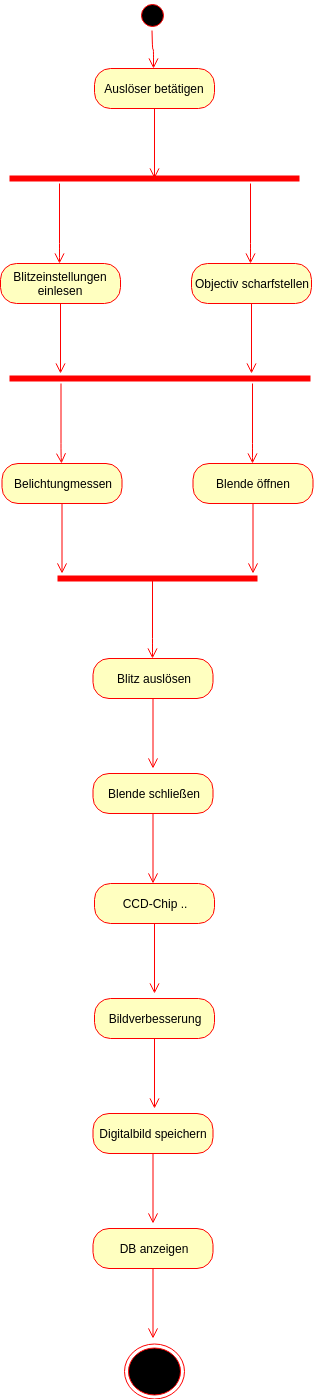 Auslöser betätigen
Blitzeinstellungen
einlesen
Objectiv scharfstellen
Belichtungmessen
Blende öffnen
Blitz auslösen
Blende schließen
CCD-Chip ..
Bildverbesserung
Digitalbild speichern
DB anzeigen